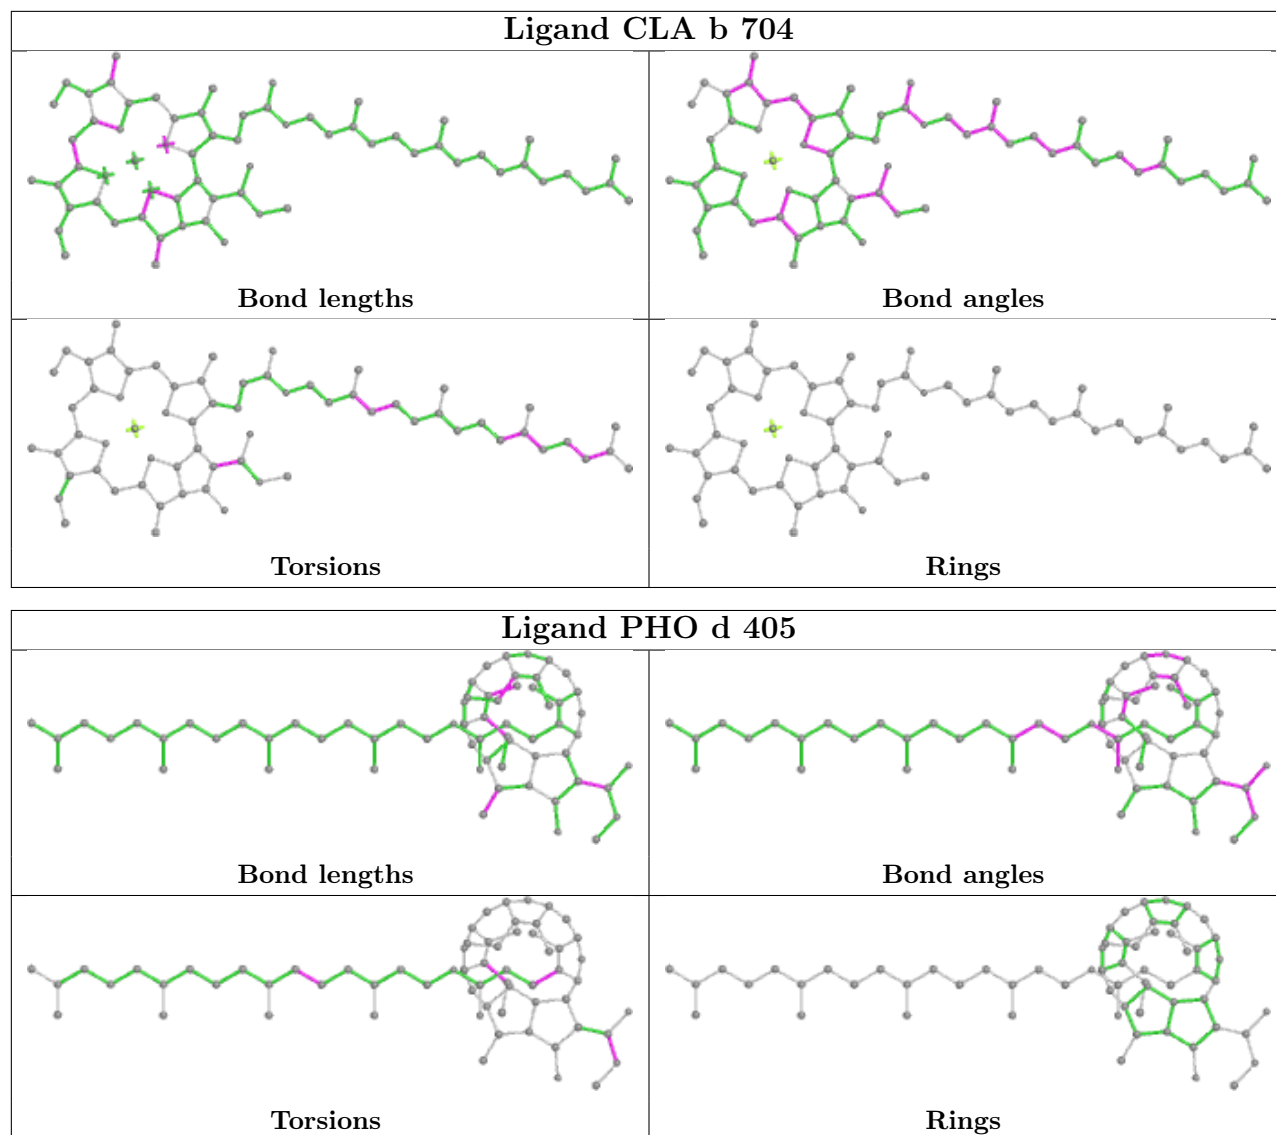 Ligand CLA b 704
Bond lengths
Bond angles
Torsions
Rings
Ligand PHO d 405
Bond lengths
Bond angles
Torsions
Rings